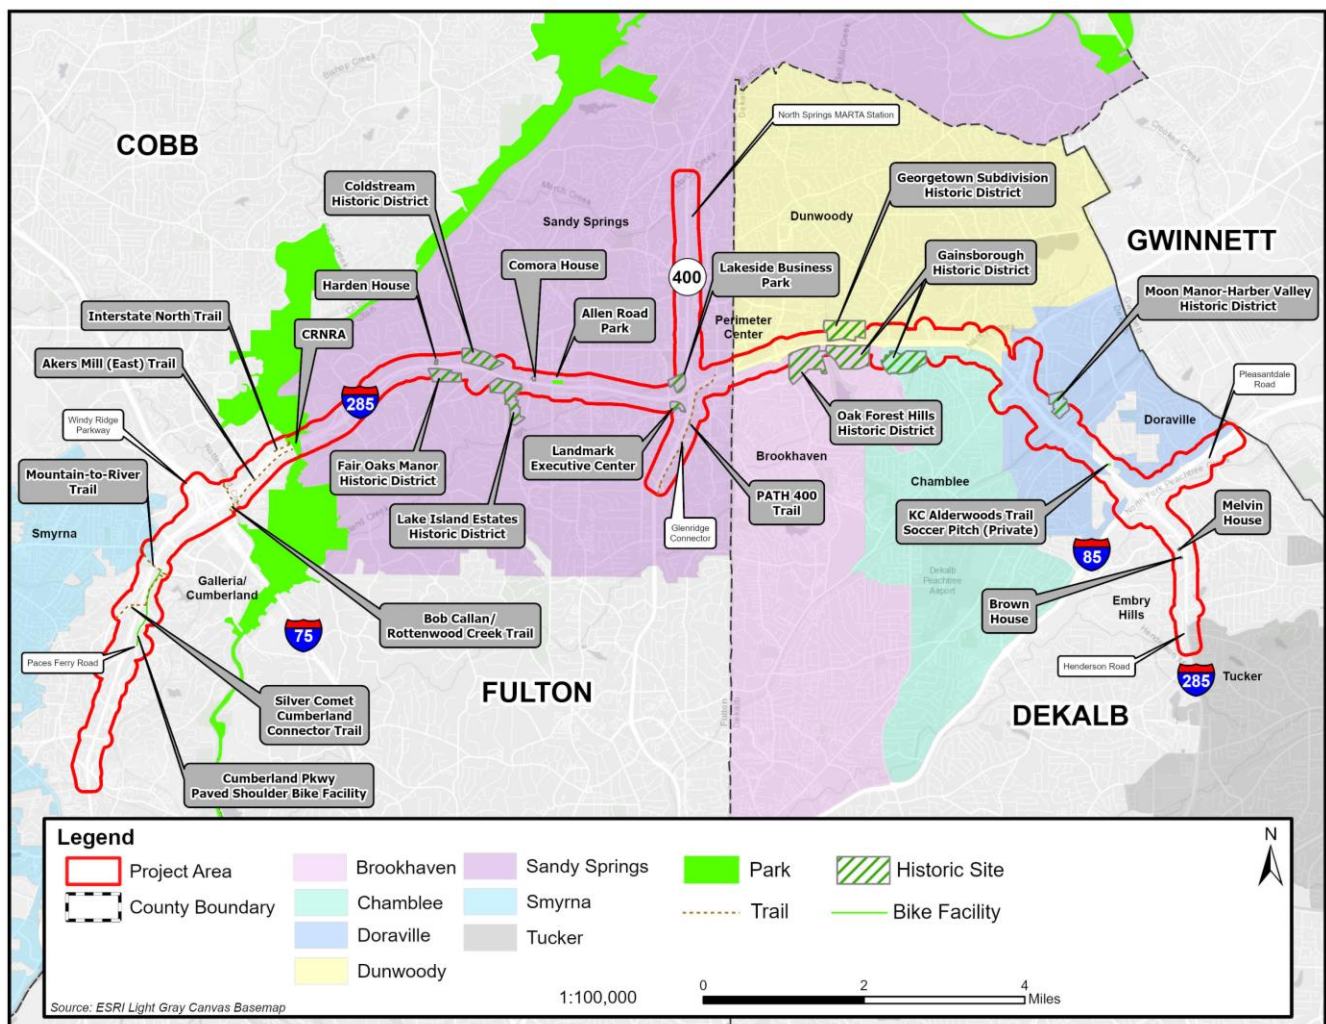 COBB
Coldstream
Historic District
Sandy Springs
North Springs MARTA Station
Georgetown Subdivision
Historic District
Dunwoody
GWINNETT
Harden House
Comora House
400
Lakeside Business
Park
Gainsborough
Historic District
Moon Manor-Harber Valley
Historic District
Interstate North Trail
CRNRA
Allen Road
Park
Perimeter
Center
Akers Mill (East) Trail
285
Pleasantdale
Road
Windy Ridge
Parkway
Doraville
Mountain-to-River
Trail
Fair Oaks Manor
Historic District
Landmark
Executive Center
Oak Forest Hills
Historic District
Brookhaven
Chamblee
Smyrna
Lake Island Estates
Historic District
Glenridge
Connector
PATH 400
Trail
KC Alderwoods Trail
Soccer Pitch (Private)
Melvin
House
85
Galleria/
Cumberland
Dekalb
Peachtree
Airport
Brown
House
Embry
Hills
Bob Callan/
Rottenwood Creek Trail
75
Paces Ferry Road
Henderson Road
285
Tucker
Silver Comet
Cumberland
Connector Trail
FULTON
DEKALB
Cumberland Pkwy
Paved Shoulder Bike Facility
Legend
Project Area
County Boundary
Brookhaven
Chamblee
Doraville
Dunwoody
Sandy Springs
Smyrna
Tucker
Park
Trail
Historic Site
Bike Facility
N
Source: ESRI Light Gray Canvas Basemap
1:100,000
0 2 4
Miles